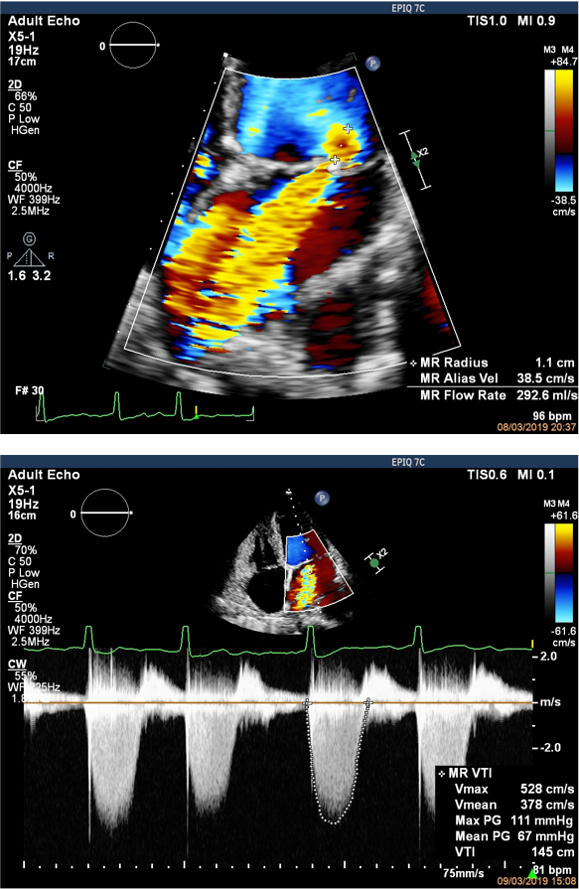 EPIQ 7C
Adult Echo
TIS1.0 MI 0.9
X5-1
19Hz
17cm
0
P
M3 M4
+84.7
2D
66%
C 50
P Low
HGen
X2
CF
50%
4000Hz
WF 399Hz
2.5MHz
-38.5
cm/s
G
P R
1.6 3.2
MR Radius 1.1 cm
MR Alias Vel 38.5 cm/s
MR Flow Rate 292.6 ml/s
F# 30
96 bpm
08/03/2019 20:37
EPIQ 7C
Adult Echo
TIS0.6 MI 0.1
X5-1
19Hz
16cm
0
P
M3 M4
+61.6
2D
70%
C 50
P Low
HGen
X2
CF
50%
4000Hz
WF 399Hz
2.5MHz
-61.6
cm/s
2.0
CW
55%
m/s
-2.0
MR VTI
Vmax 528 cm/s
Vmean 378 cm/s
Max PG 111 mmHg
Mean PG 67 mmHg
VTI 145 cm
75mm/s
81 bpm
09/03/2019 15:08